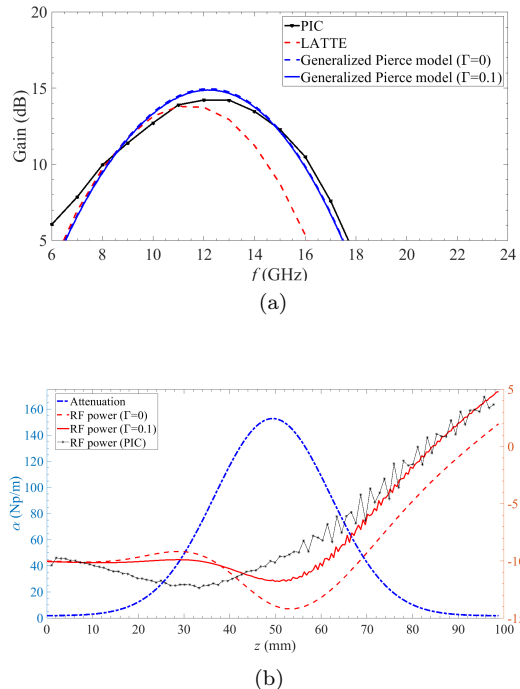 20
15
10
5
Gain (dB)
PIC
LATTE
Generalized Pierce model (Γ=0)
Generalized Pierce model (Γ=0.1)
6 8 10 12 14 16 18 20 22 24
f (GHz)
(a)
160
140
120
100
80
60
40
20
0
α (Np/m)
Attenuation
RF power (Γ=0)
RF power (Γ=0.1)
RF power (PIC)
5
0
-5
-10
0 10 20 30 40 50 60 70 80 90 100
z (mm)
(b)